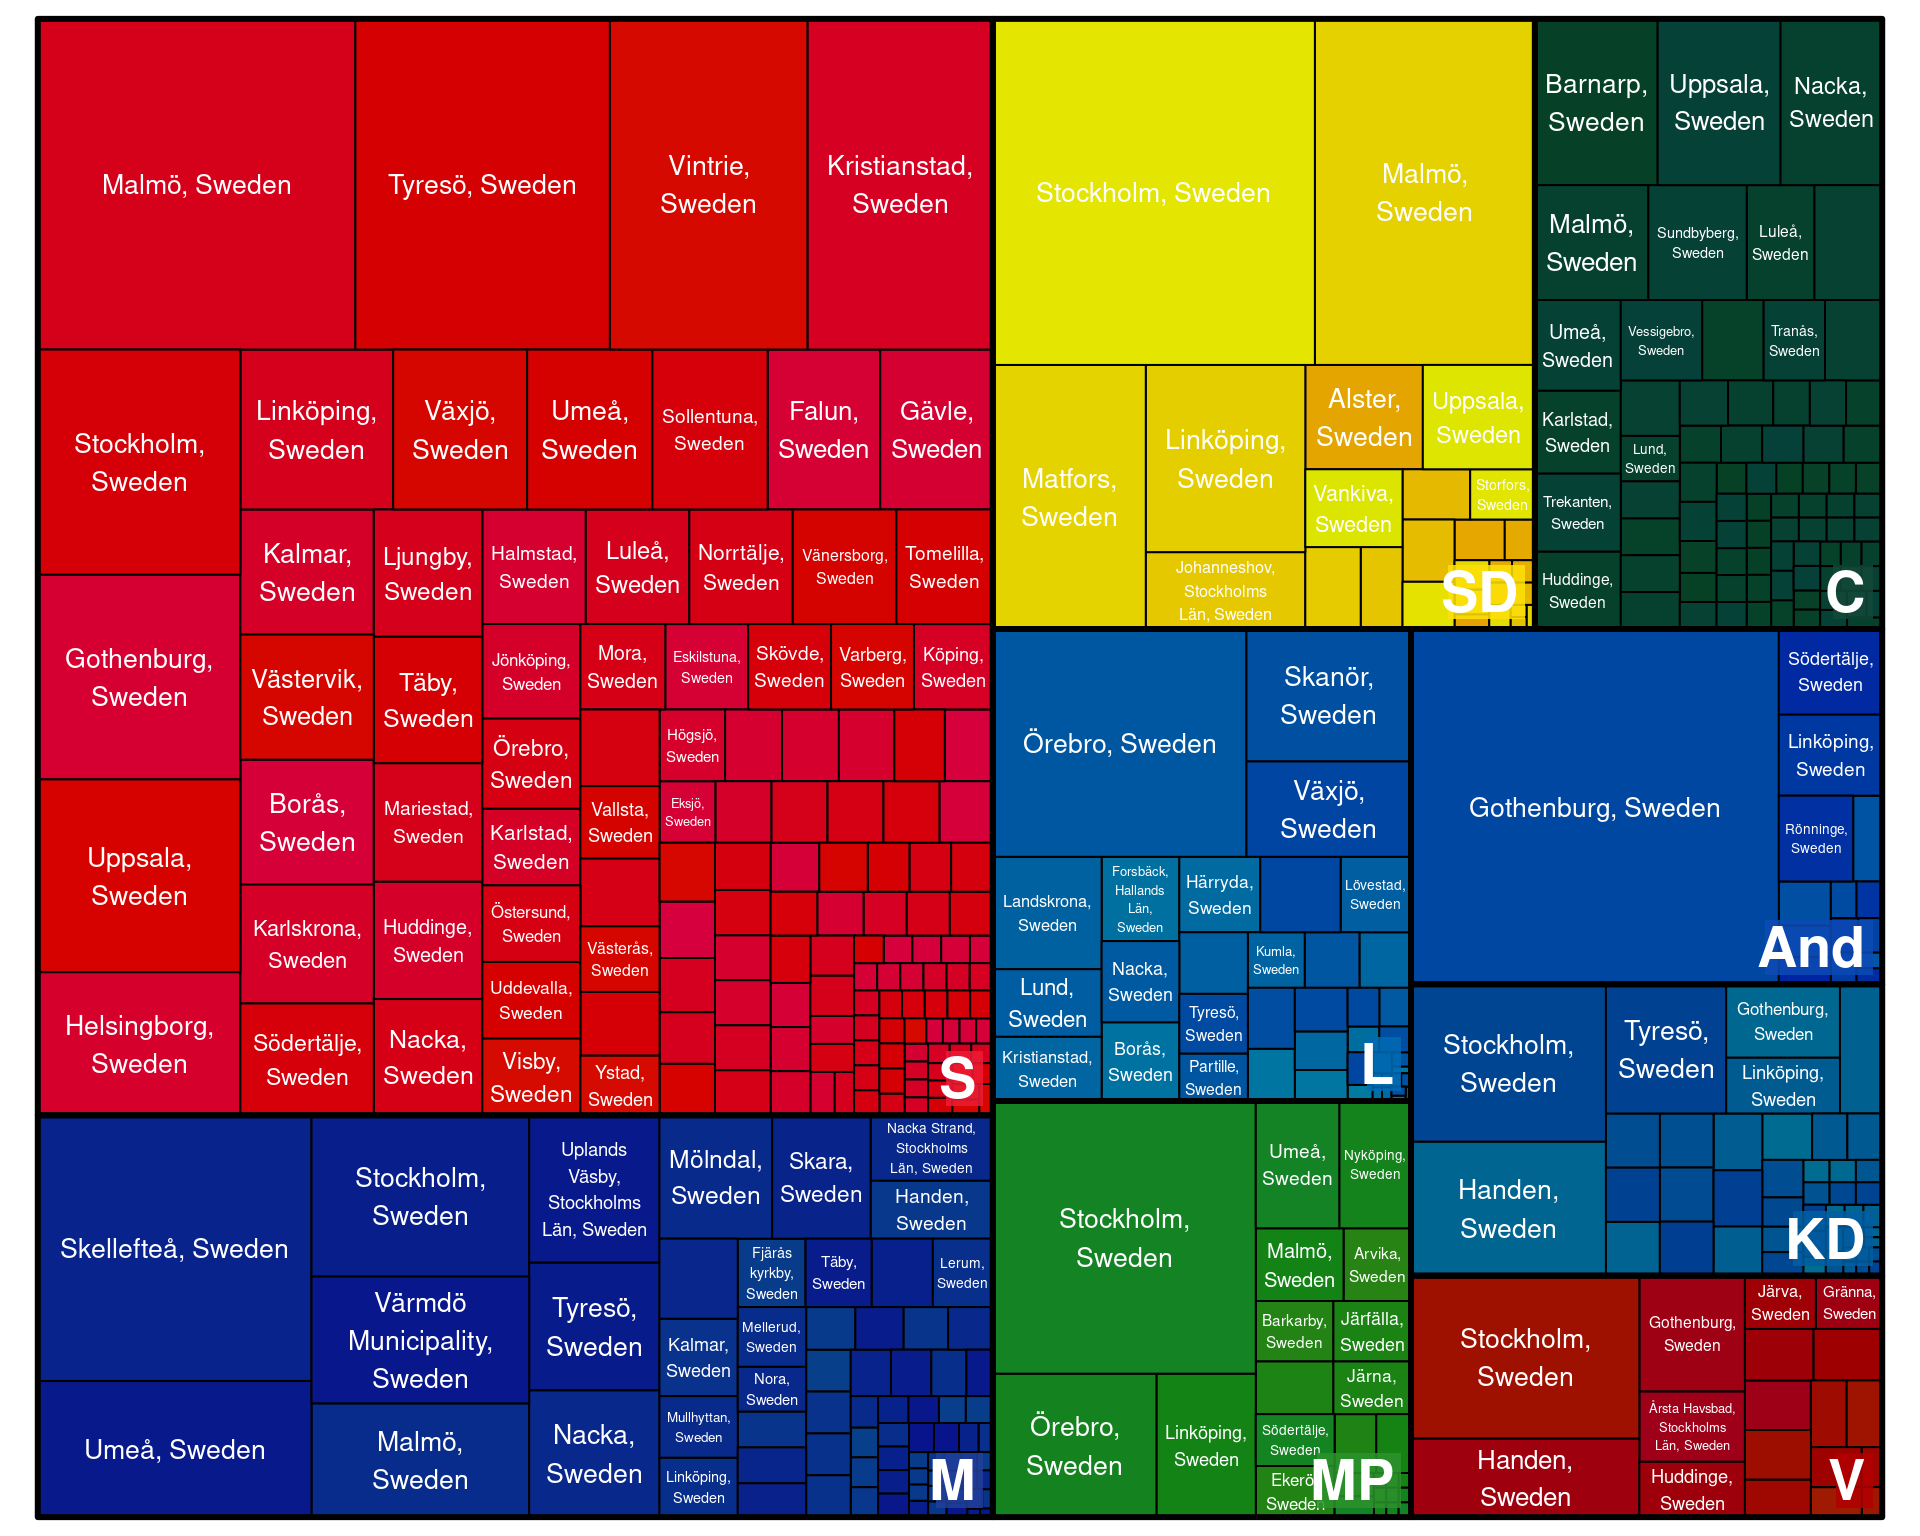 Malmö, Sweden
Tyresö, Sweden
Vintrie,
Sweden
Kristianstad,
Sweden
Stockholm,
Sweden
Linköping,
Sweden
Växjö,
Sweden
Umeå,
Sweden
Sollentuna,
Sweden
Falun,
Sweden
Gävle,
Sweden
Gothenburg,
Sweden
Kalmar,
Sweden
Ljungby,
Sweden
Halmstad,
Sweden
Luleå,
Sweden
Norrtälje,
Sweden
Vänersborg,
Sweden
Tomelilla,
Sweden
Västervik,
Sweden
Täby,
Sweden
Jönköping,
Sweden
Mora,
Sweden
Eskilstuna,
Sweden
Skövde,
Sweden
Varberg,
Sweden
Köping,
Sweden
Örebro,
Sweden
Högsjö,
Sweden
Uppsala,
Sweden
Borås,
Sweden
Mariestad,
Sweden
Karlstad,
Sweden
Vallsta,
Sweden
Eksjö,
Sweden
Karlskrona,
Sweden
Huddinge,
Sweden
Östersund,
Sweden
Västerås,
Sweden
Helsingborg,
Sweden
Södertälje,
Sweden
Nacka,
Sweden
Uddevalla,
Sweden
Visby,
Sweden
Ystad,
Sweden
S
Skellefteå, Sweden
Umeå, Sweden
Stockholm,
Sweden
Värmdö
Municipality,
Sweden
Malmö,
Sweden
Uplands
Väsby,
Stockholms
Län, Sweden
Tyresö,
Sweden
Nacka,
Sweden
Mölndal,
Sweden
Skara,
Sweden
Nacka Strand,
Stockholms
Län, Sweden
Handen,
Sweden
Fjärås
kyrkby,
Sweden
Täby,
Sweden
Lerum,
Sweden
Kalmar,
Sweden
Mellerud,
Sweden
Nora,
Sweden
Mullhyttan,
Sweden
Linköping,
Sweden
M
Stockholm, Sweden
Malmö,
Sweden
Matfors,
Sweden
Linköping,
Sweden
Johanneshov,
Stockholms
Län, Sweden
Alster,
Sweden
Uppsala,
Sweden
Vankiva,
Sweden
Storfors,
Sweden
SD
Barnarp,
Sweden
Uppsala,
Sweden
Nacka,
Sweden
Malmö,
Sweden
Sundbyberg,
Sweden
Luleå,
Sweden
Umeå,
Sweden
Vessigebro,
Sweden
Tranås,
Sweden
Karlstad,
Sweden
Lund,
Sweden
Trekanten,
Sweden
Huddinge,
Sweden
C
Örebro, Sweden
Skanör,
Sweden
Växjö,
Sweden
Landskrona,
Sweden
Forsbäck,
Hallands
Län,
Sweden
Härryda,
Sweden
Lövestad,
Sweden
Lund,
Sweden
Nacka,
Sweden
Kumla,
Sweden
Tyresö,
Sweden
Kristianstad,
Sweden
Borås,
Sweden
Partille,
Sweden
L
Gothenburg, Sweden
Södertälje,
Sweden
Linköping,
Sweden
Rönninge,
Sweden
And
Stockholm,
Sweden
Handen,
Sweden
Tyresö,
Sweden
Gothenburg,
Sweden
Linköping,
Sweden
KD
Stockholm,
Sweden
Örebro,
Sweden
Linköping,
Sweden
Umeå,
Sweden
Nyköping,
Sweden
Malmö,
Sweden
Arvika,
Sweden
Barkarby,
Sweden
Järfälla,
Sweden
Järna,
Sweden
Södertälje,
Sweden
Ekerö,
Sweden
MP
Stockholm,
Sweden
Handen,
Sweden
Gothenburg,
Sweden
Järva,
Sweden
Gränna,
Sweden
Årsta Havsbad,
Stockholms
Län, Sweden
Huddinge,
Sweden
V